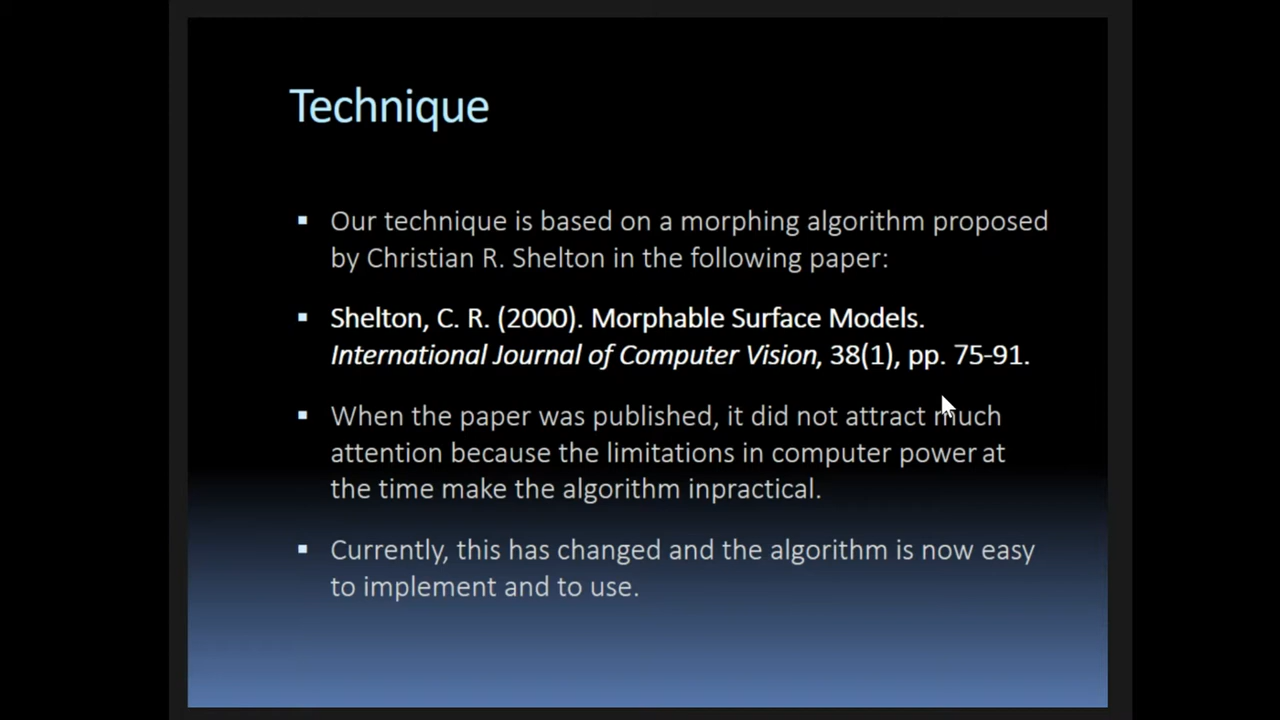 Technique
Our technique is based on a morphing algorithm proposed
by Christian R. Shelton in the following paper:
Shelton, C. R. (2000). Morphable Surface Models.
International Journal of Computer Vision, 38(1), pp. 75-91.
When the paper was published, it did not attract much
attention because the limitations in computer power at
the time make the algorithm inpractical.
Currently, this has changed and the algorithm is now easy
to implement and to use.